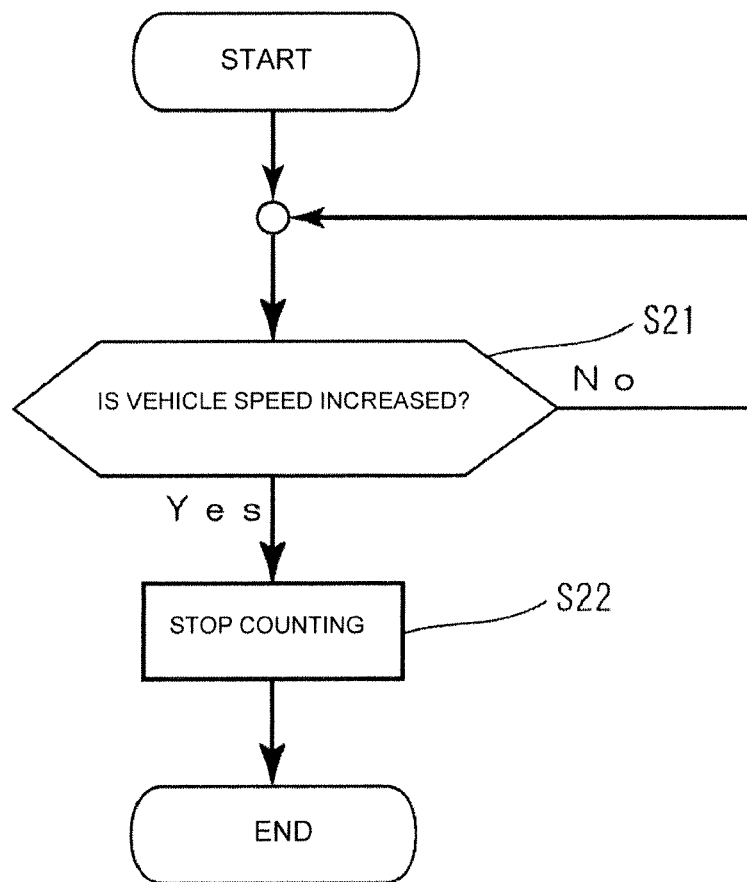 START
S21
IS VEHICLE SPEED INCREASED?
No
Yes
S22
STOP COUNTING
END